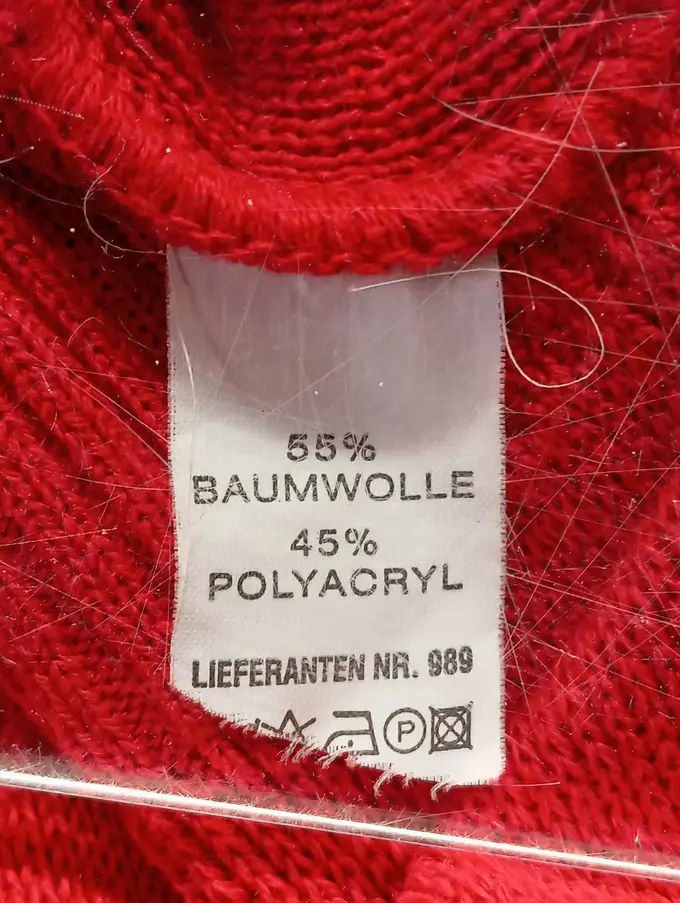 55%
BAUMWOLLE
45%
POLYACRYL
LIEFERANTEN NR. 989
P